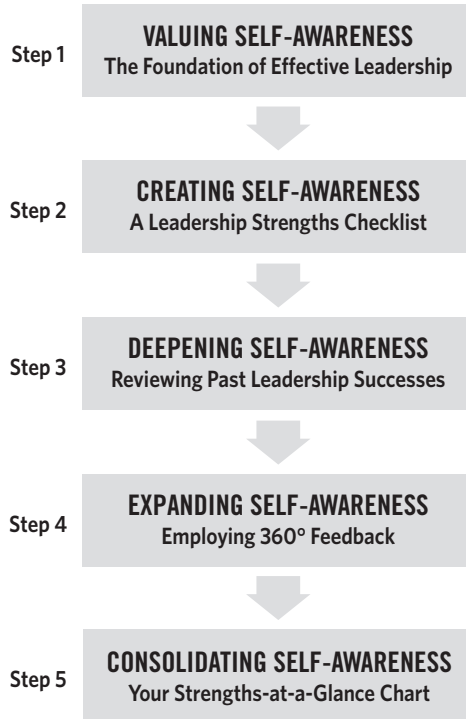 Step 1
VALUING SELF-AWARENESS
The Foundation of Effective Leadership
Step 2
CREATING SELF-AWARENESS
A Leadership Strengths Checklist
Step 3
DEEPENING SELF-AWARENESS
Reviewing Past Leadership Successes
Step 4
EXPANDING SELF-AWARENESS
Employing 360° Feedback
Step 5
CONSOLIDATING SELF-AWARENESS
Your Strengths-at-a-Glance Chart